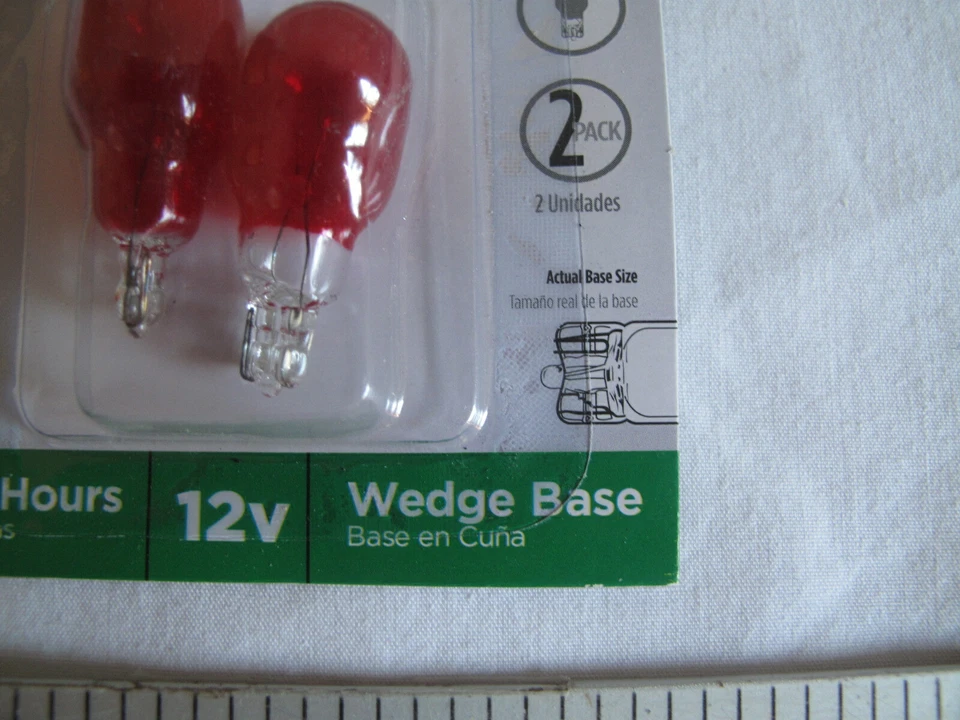 2 PACK
2 Unidades
Actual Base Size
Tamaño real de la base
Hours
12v
Wedge Base
Base en Cuña